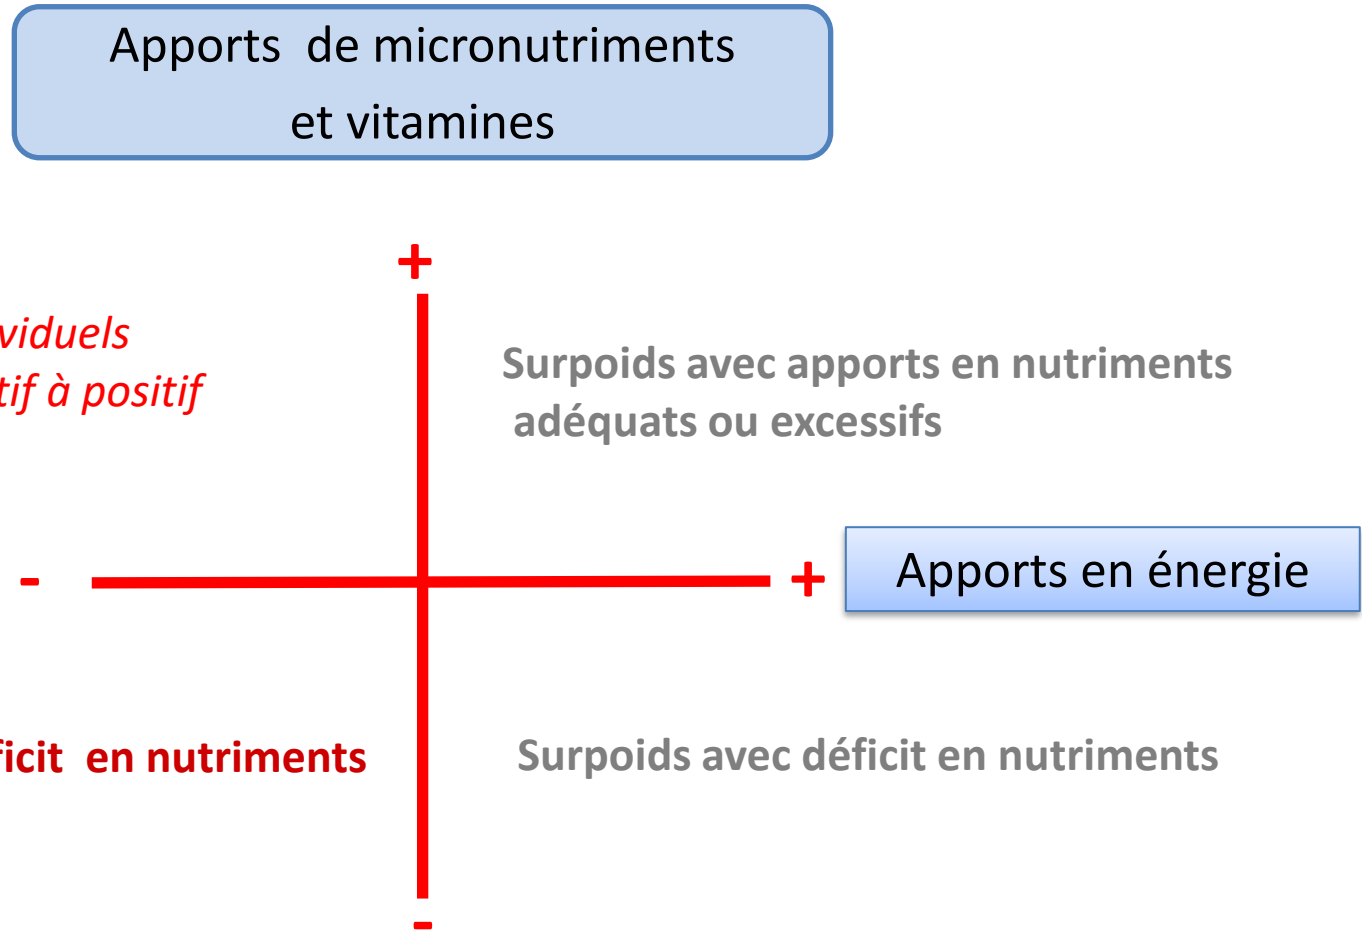 Apports de micronutriments
et vitamines
+
viduels
tif à positif
Surpoids avec apports en nutriments
adéquats ou excessifs
-
+
Apports en énergie
ficit en nutriments
Surpoids avec déficit en nutriments
-